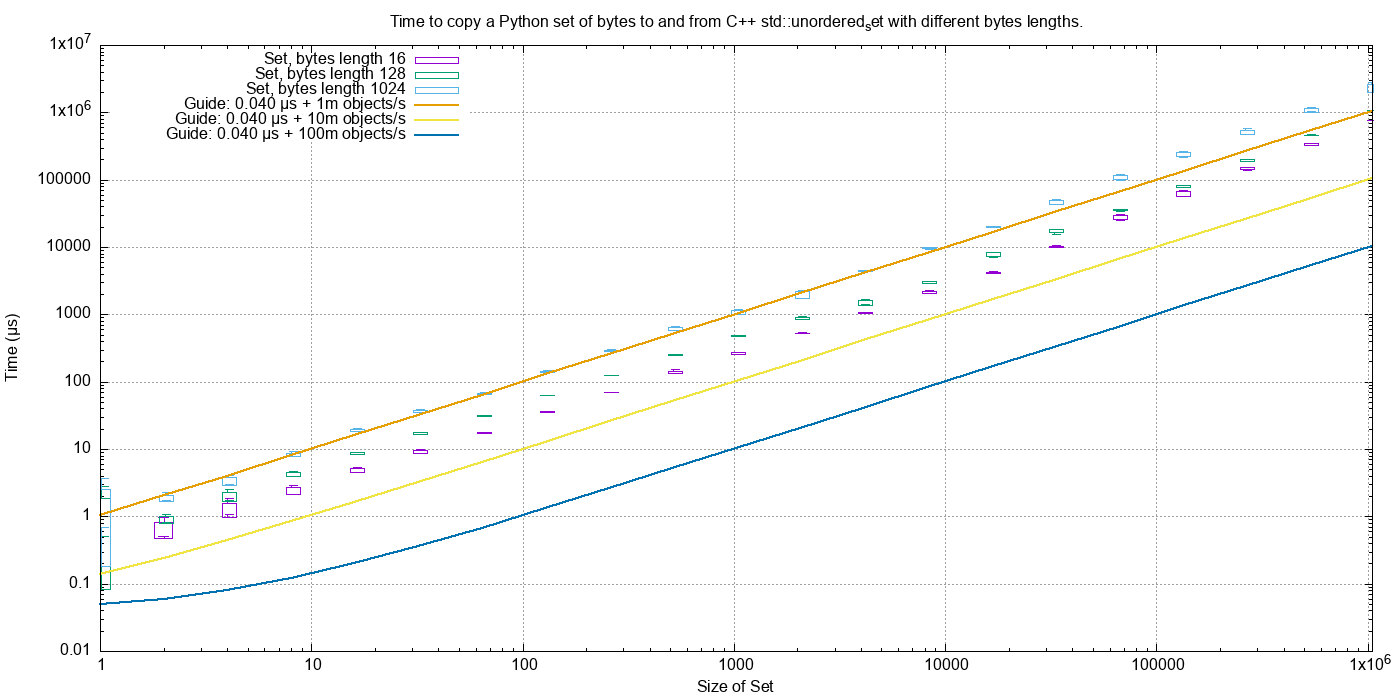 Time to copy a Python set of bytes to and from C++ std::unordered_set with different bytes lengths.
1x10^7
1x10^6
100000
10000
1000
100
10
1
0.1
0.01
Time (µs)
Set, bytes length 16
Set, bytes length 128
Set, bytes length 1024
Guide: 0.040 µs + 1m objects/s
Guide: 0.040 µs + 10m objects/s
Guide: 0.040 µs + 100m objects/s
1 10 100 1000 10000 100000 1x10^6
Size of Set